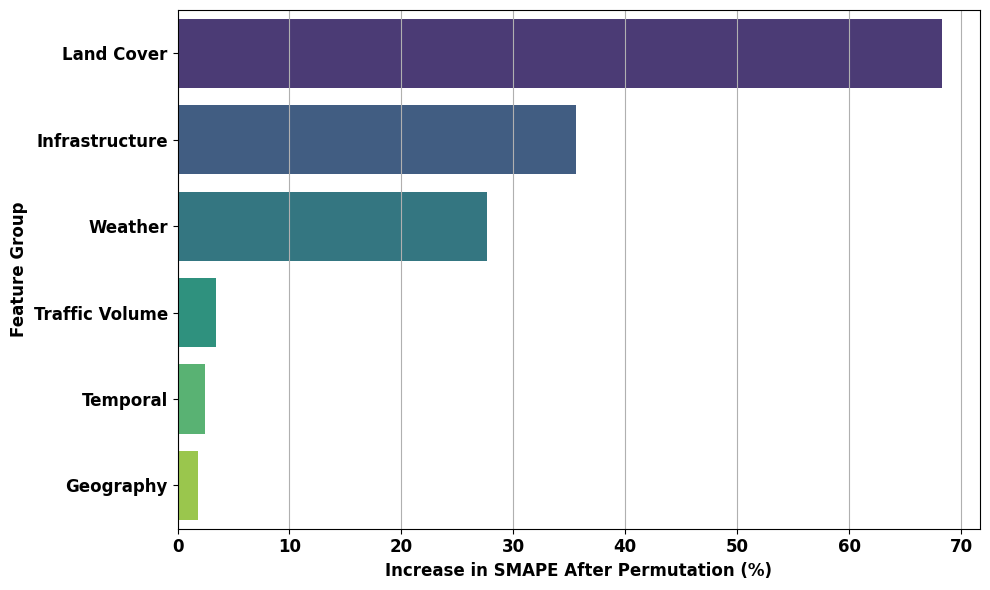 Land Cover
Infrastructure
Weather
Traffic Volume
Temporal
Geography
Feature Group
0 10 20 30 40 50 60 70
Increase in SMAPE After Permutation (%)